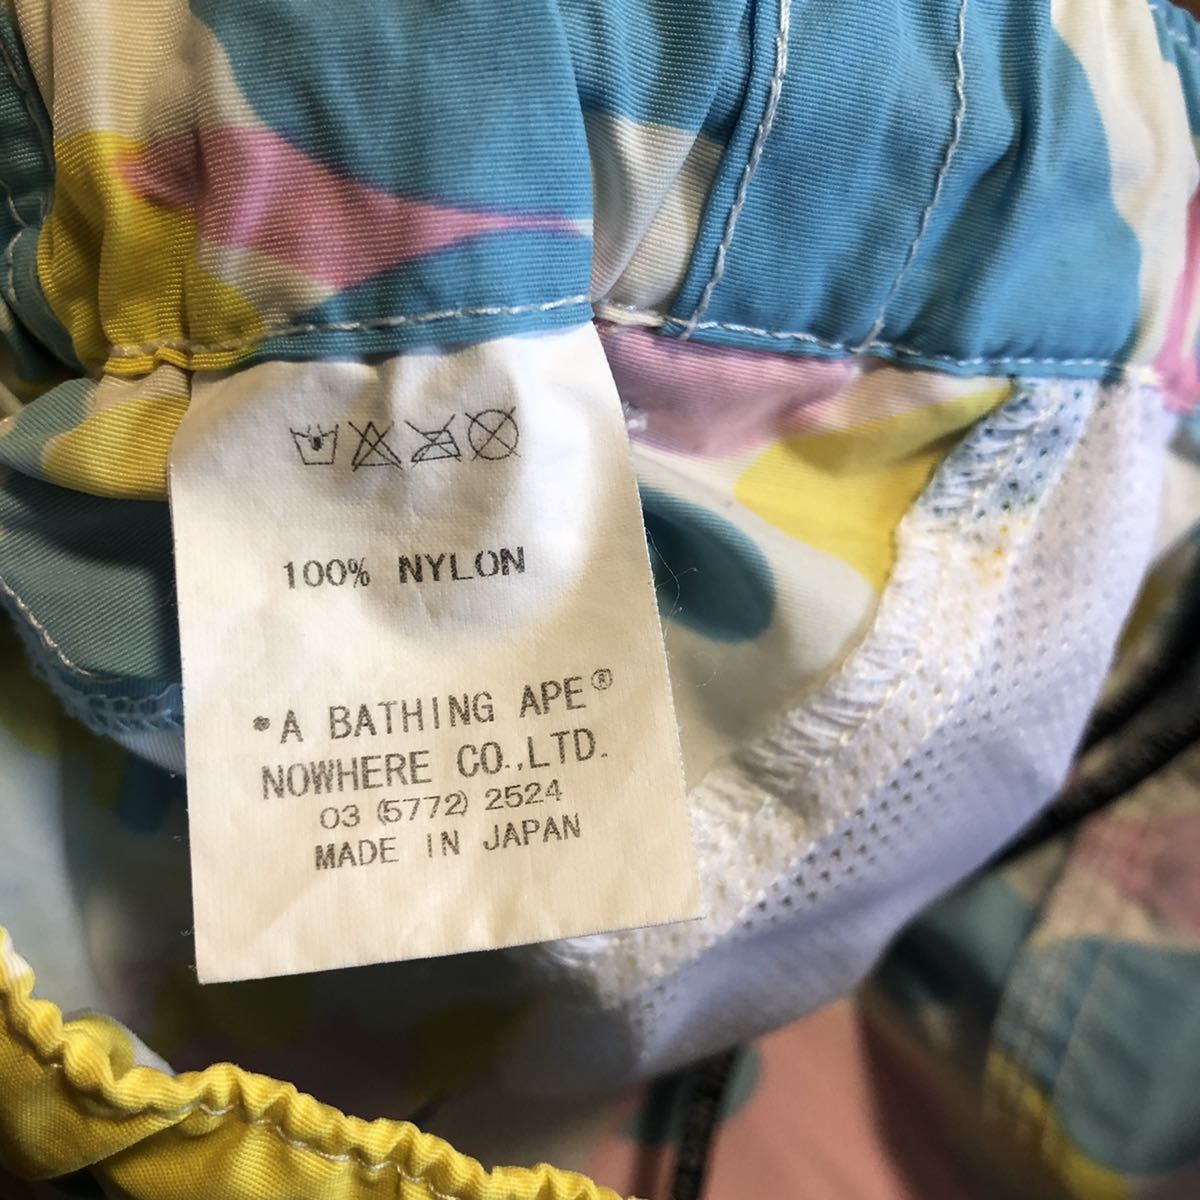 100% NYLON
*A BATHING APE®
NOWHERE CO.,LTD.
03 (5772) 2524
MADE IN JAPAN